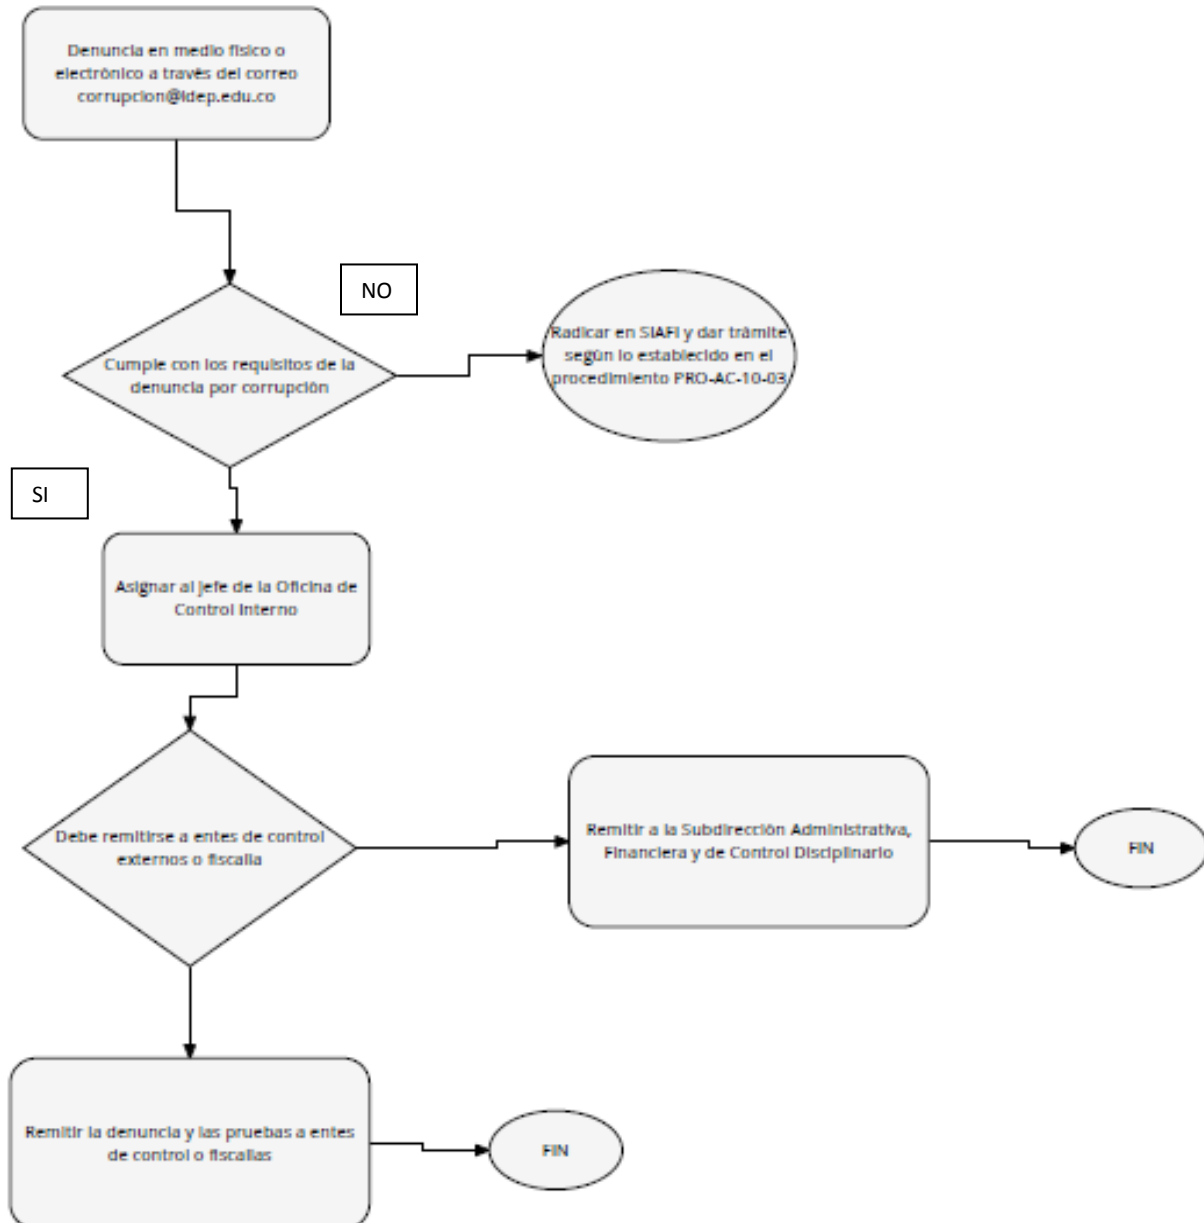 Denuncia en medio físico o
electrónico a través del correo
corrupcion@idep.edu.co
NO
Radicar en SIAFI y dar trámite
según lo establecido en el
procedimiento PRO-AC-10-03
Cumple con los requisitos de la
denuncia por corrupción
SI
Asignar al jefe de la Oficina de
Control Interno
Debe remitirse a entes de control
externos o fiscalía
Remitir a la Subdirección Administrativa,
Financiera y de Control Disciplinario
FIN
Remitir la denuncia y las pruebas a entes
de control o fiscalías
FIN